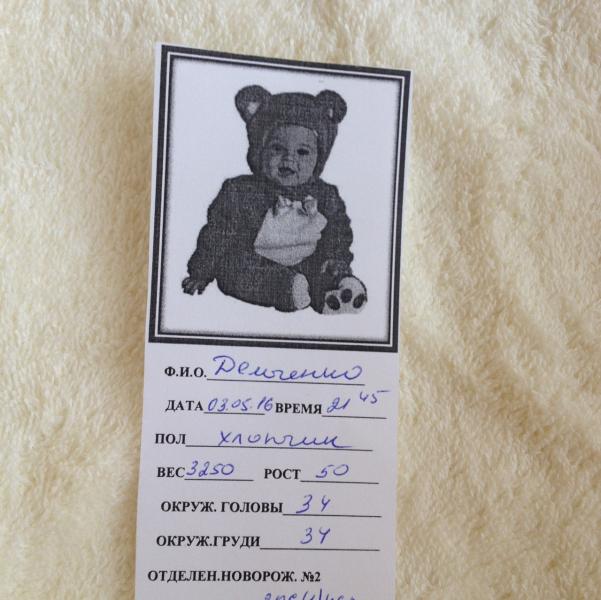 Ф.И.О. Демченко
ДАТА 03.05.16 ВРЕМЯ 21 45
ПОЛ хлопчик
ВЕС 3250 РОСТ 50
ОКРУЖ. ГОЛОВЫ 34
ОКРУЖ.ГРУДИ 34
ОТДЕЛЕН.НОВОРОЖ. №2